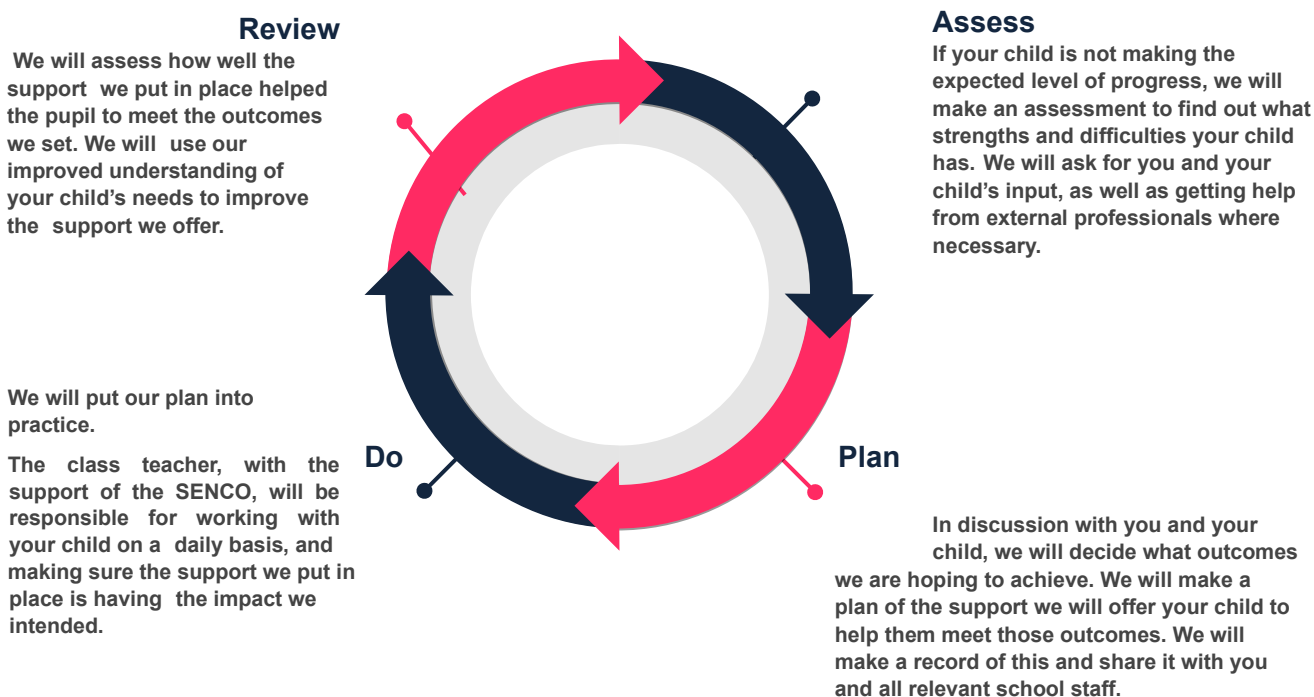 Review
We will assess how well the
support we put in place helped
the pupil to meet the outcomes
we set. We will use our
improved understanding of
your child's needs to improve
the support we offer.
Assess
If your child is not making the
expected level of progress, we will
make an assessment to find out what
strengths and difficulties your child
has. We will ask for you and your
child's input, as well as getting help
from external professionals where
necessary.
We will put our plan into
practice.
The class teacher, with the
support of the SENCO, will be
responsible for working with
your child on a daily basis, and
making sure the support we put in
place is having the impact we
intended.
Do
Plan
In discussion with you and your
child, we will decide what outcomes
we are hoping to achieve. We will make a
plan of the support we will offer your child to
help them meet those outcomes. We will
make a record of this and share it with you
and all relevant school staff.